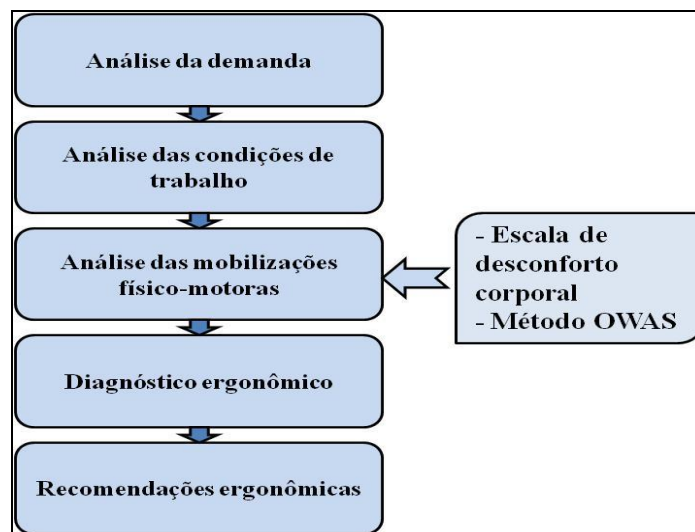 Análise da demanda
Análise das condições de
trabalho
Análise das mobilizações
físico-motoras
- Escala de
desconforto
corporal
- Método OWAS
Diagnóstico ergonômico
Recomendações ergonômicas